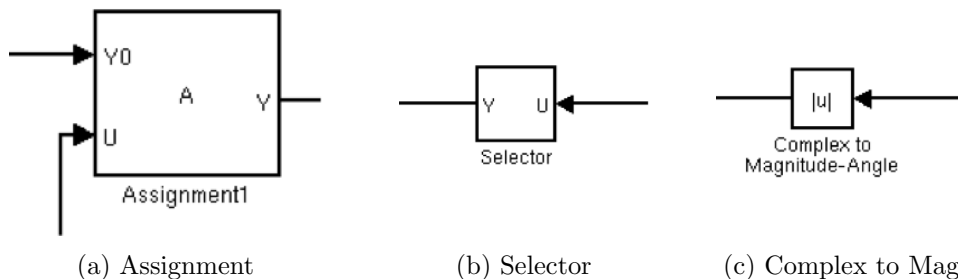 Y0
A
Y
U
Assignment1
Y U
Selector
|u|
Complex to
Magnitude-Angle
(a) Assignment
(b) Selector
(c) Complex to Mag